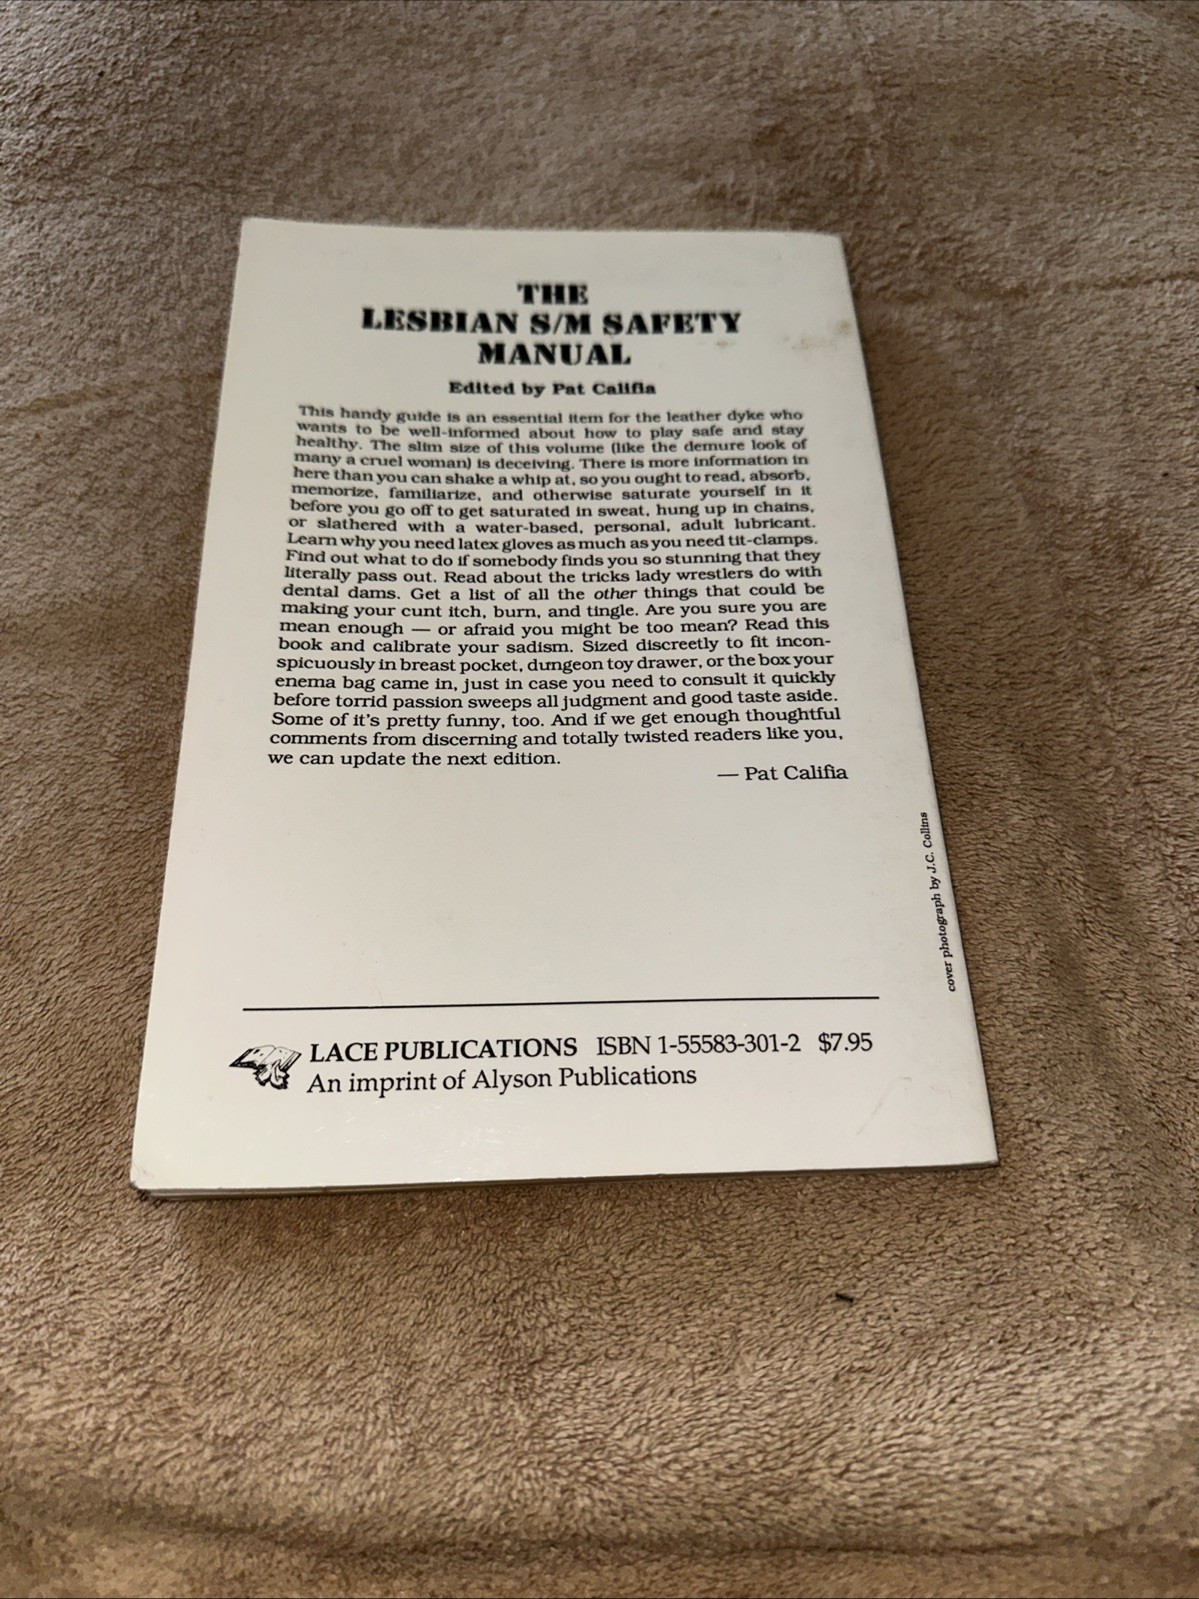 THE
LESBIAN S/M SAFETY
MANUAL
Edited by Pat Califia
This handy guide is an essential item for the leather dyke who
wants to be well-informed about how to play safe and stay
healthy. The slim size of this volume (like the demure look of
many a cruel woman) is deceiving. There is more information in
here than you can shake a whip at, so you ought to read, absorb,
memorize, familiarize, and otherwise saturate yourself in it
before you go off to get saturated in sweat, hung up in chains,
or slathered with a water-based, personal, adult lubricant.
Learn why you need latex gloves as much as you need tit-clamps.
Find out what to do if somebody finds you so stunning that they
literally pass out. Read about the tricks lady wrestlers do with
dental dams. Get a list of all the other things that could be
making your cunt itch, burn, and tingle. Are you sure you are
mean enough — or afraid you might be too mean? Read this
book and calibrate your sadism. Sized discreetly to fit incon-
spicuously in breast pocket, dungeon toy drawer, or the box your
enema bag came in, just in case you need to consult it quickly
before torrid passion sweeps all judgment and good taste aside.
Some of it's pretty funny, too. And if we get enough thoughtful
comments from discerning and totally twisted readers like you,
we can update the next edition.
— Pat Califia
cover photograph by J.C. Collins
LACE PUBLICATIONS ISBN 1-55583-301-2 $7.95
An imprint of Alyson Publications